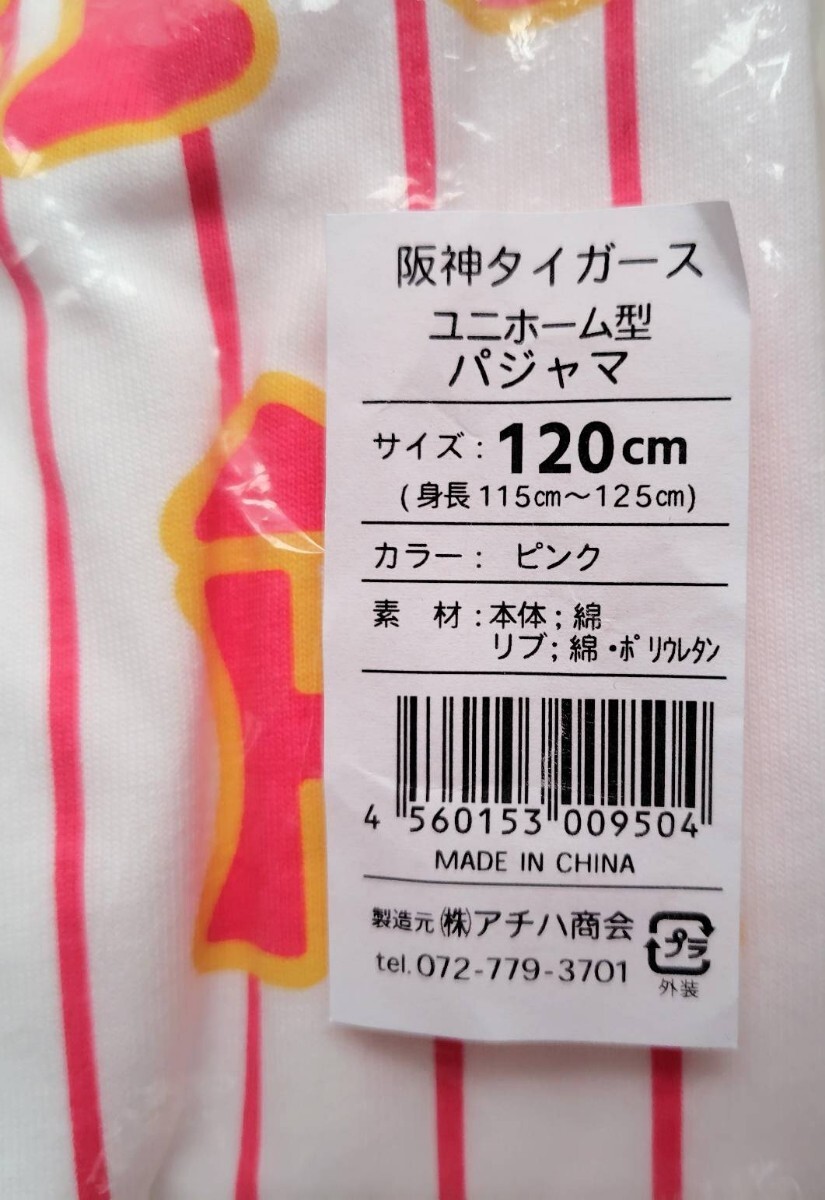 阪神タイガース
ユニホーム型
パジャマ
サイズ：120cm
(身長115㎝～125㎝)
カラー： ピンク
素　材：本体；綿
リブ；綿・ﾎﾟﾘｳﾚﾀﾝ
4 560153 009504
MADE IN CHINA
製造元 ㈱アチハ商会
tel.072-779-3701
プラ
外装